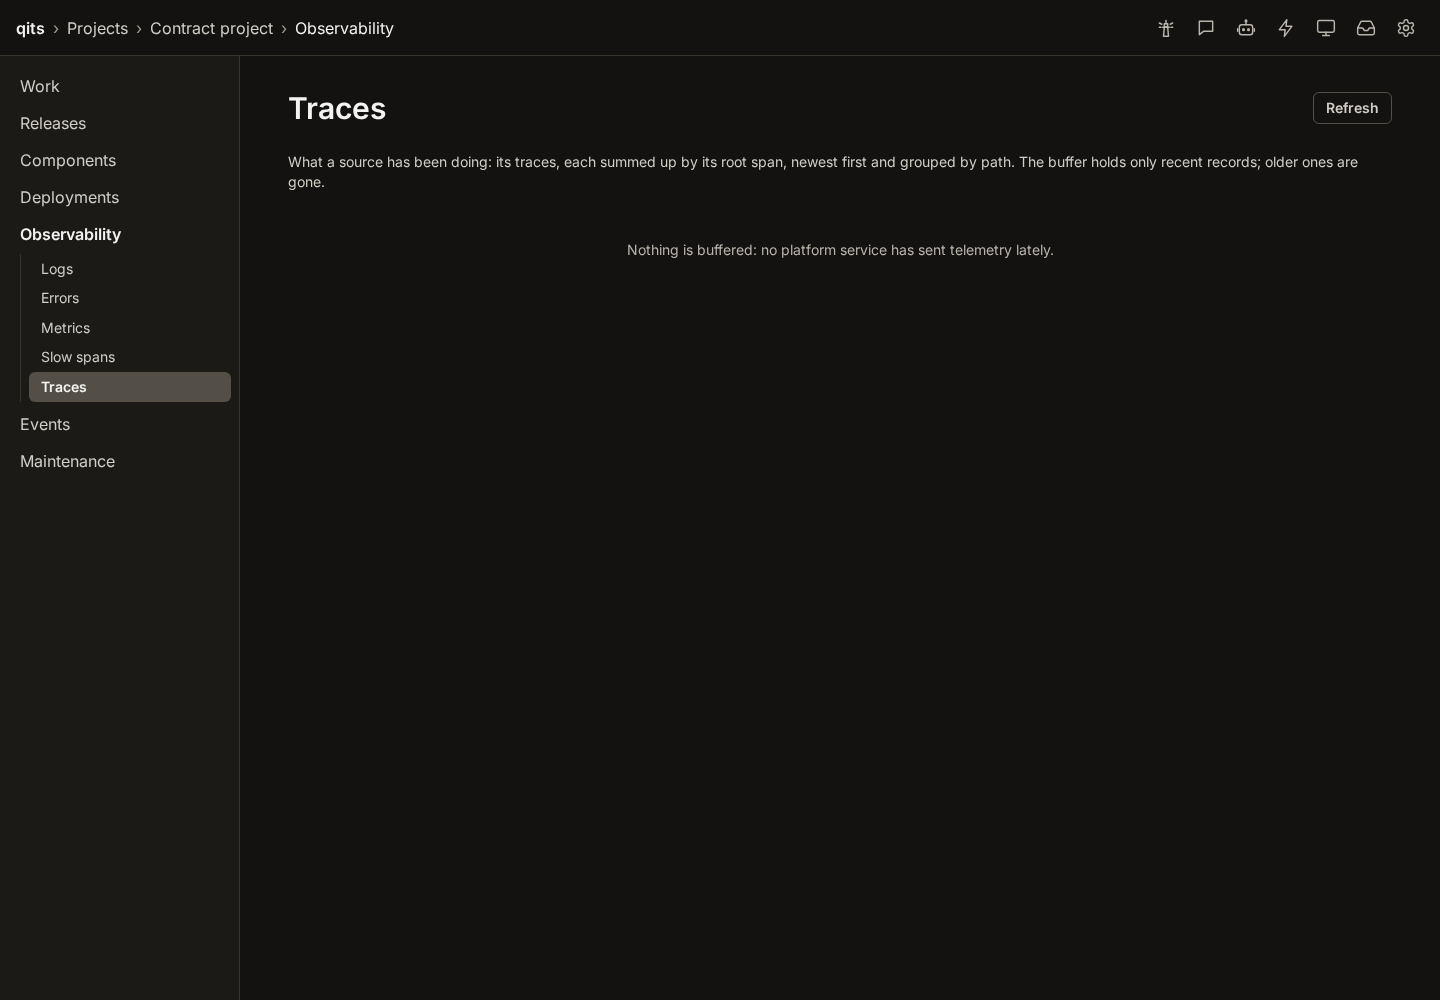 qits › Projects › Contract project › Observability
Work
Releases
Components
Deployments
Observability
Logs
Errors
Metrics
Slow spans
Traces
Events
Maintenance
Traces
Refresh
What a source has been doing: its traces, each summed up by its root span, newest first and grouped by path. The buffer holds only recent records; older ones are
gone.
Nothing is buffered: no platform service has sent telemetry lately.